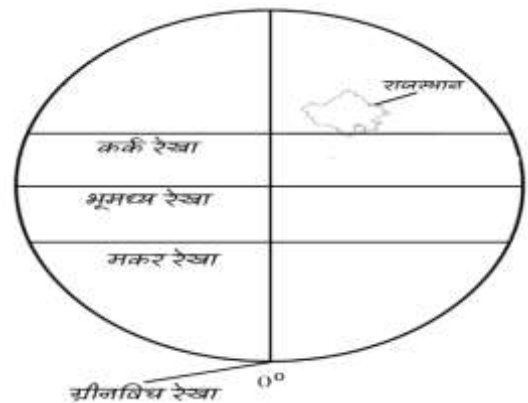 राजस्थान
कर्क रेखा
भूमध्य रेखा
मकर रेखा
0°
ग्रीनविच रेखा